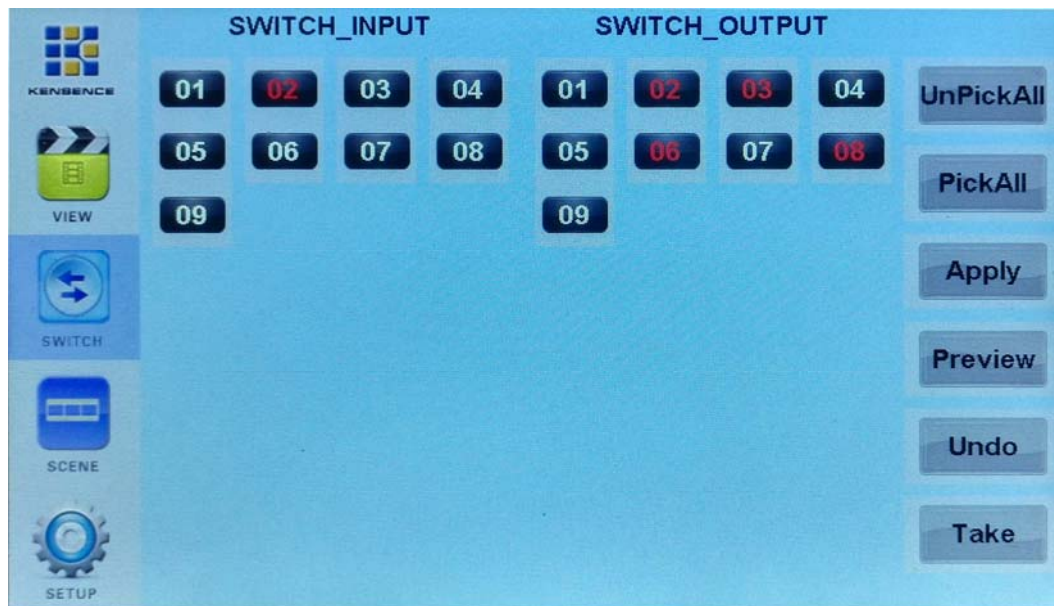 SWITCH_INPUT SWITCH_OUTPUT
KENSENCE
01 02 03 04 01 02 03 04 UnPickAll
05 06 07 08 05 06 07 08 PickAll
VIEW
09 09
Apply
SWITCH
Preview
SCENE
Undo
Take
SETUP